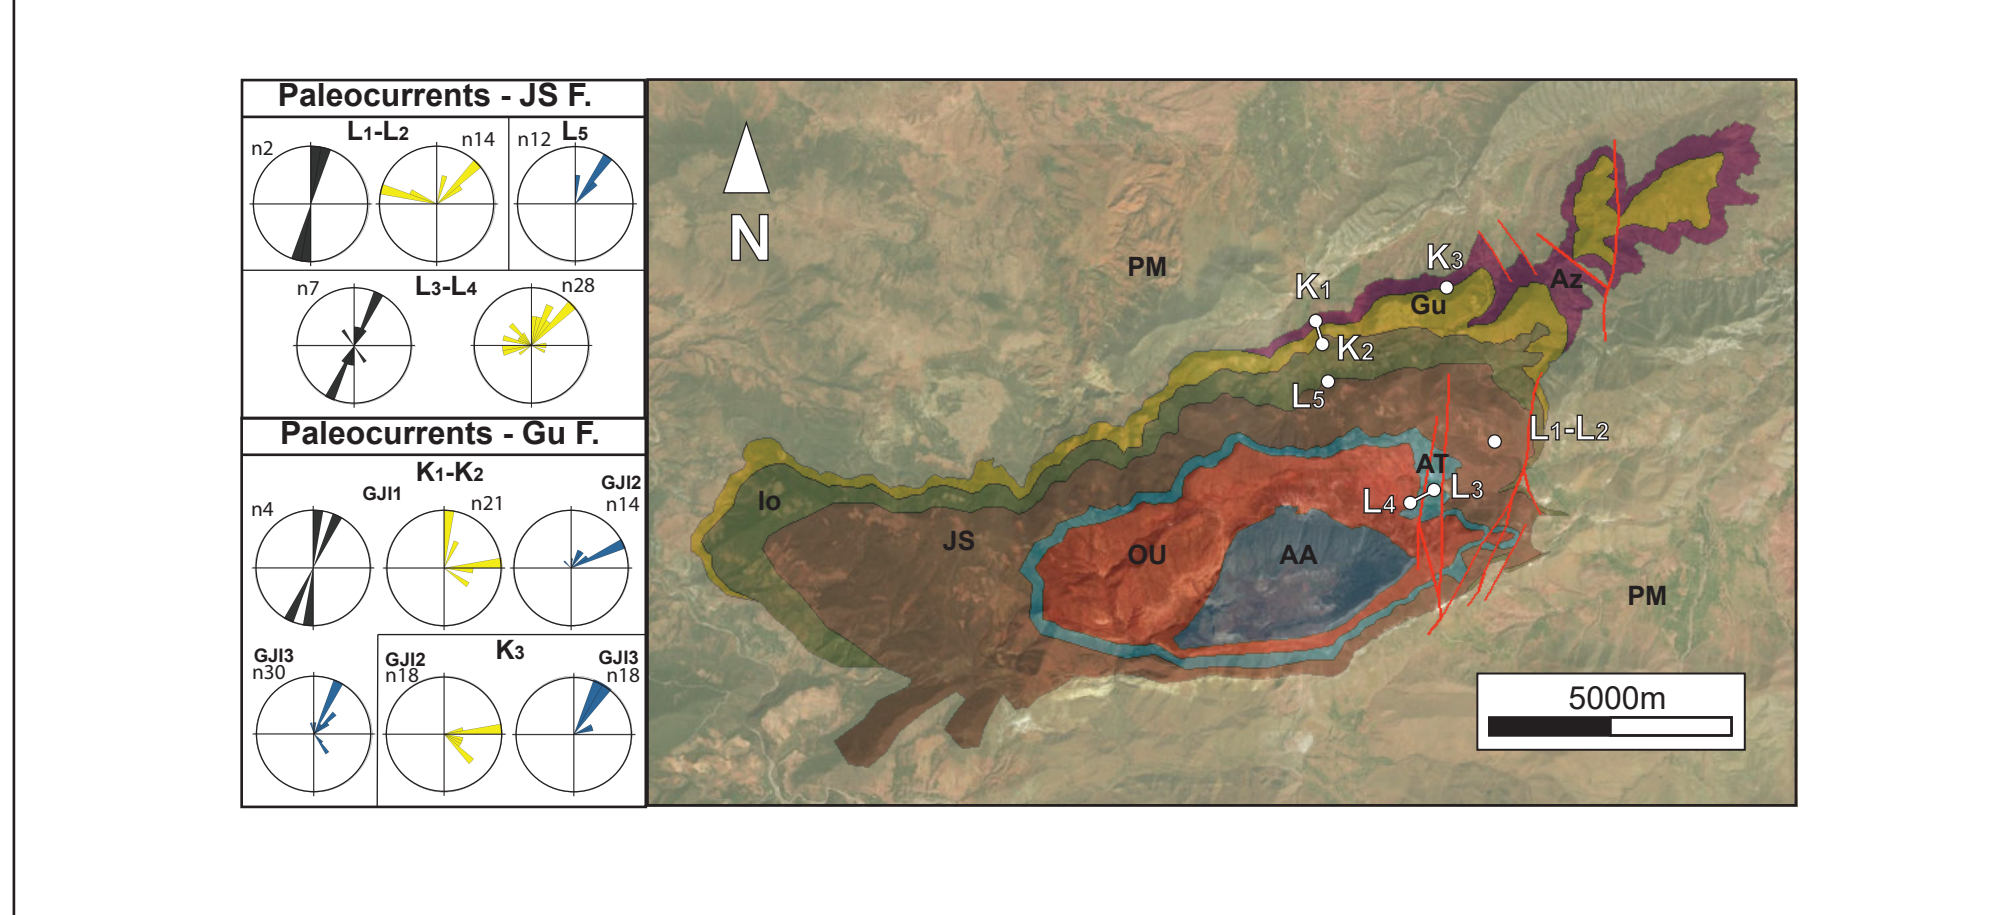 Paleocurrents - JS F.
L1-L2
n2
n14
L5
n12
L3-L4
n7
n28
Paleocurrents - Gu F.
K1-K2
GJI1
n4
n21
GJI2
n14
GJI3
n30
K3
GJI2
n18
GJI3
n18
N
PM
K3
K1
Gu
Az
K2
L5
L1-L2
AT
L3
L4
Io
JS
OU
AA
PM
5000m